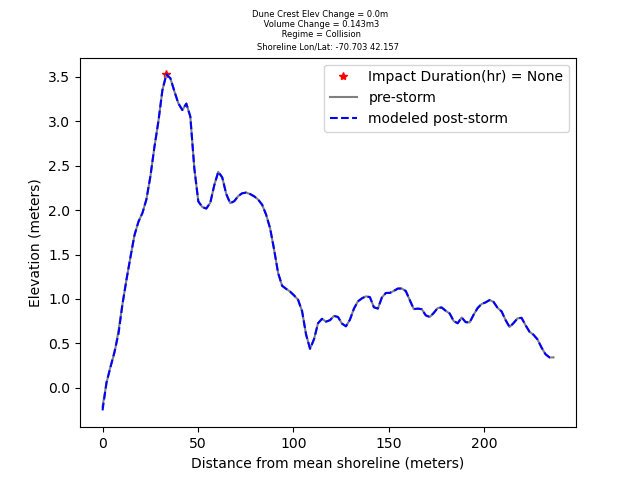 Dune Crest Elev Change = 0.0m
Volume Change = 0.143m3
Regime = Collision
Shoreline Lon/Lat: -70.703 42.157
Impact Duration(hr) = None
pre-storm
modeled post-storm
Elevation (meters)
3.5
3.0
2.5
2.0
1.5
1.0
0.5
0.0
0
50
100
150
200
Distance from mean shoreline (meters)